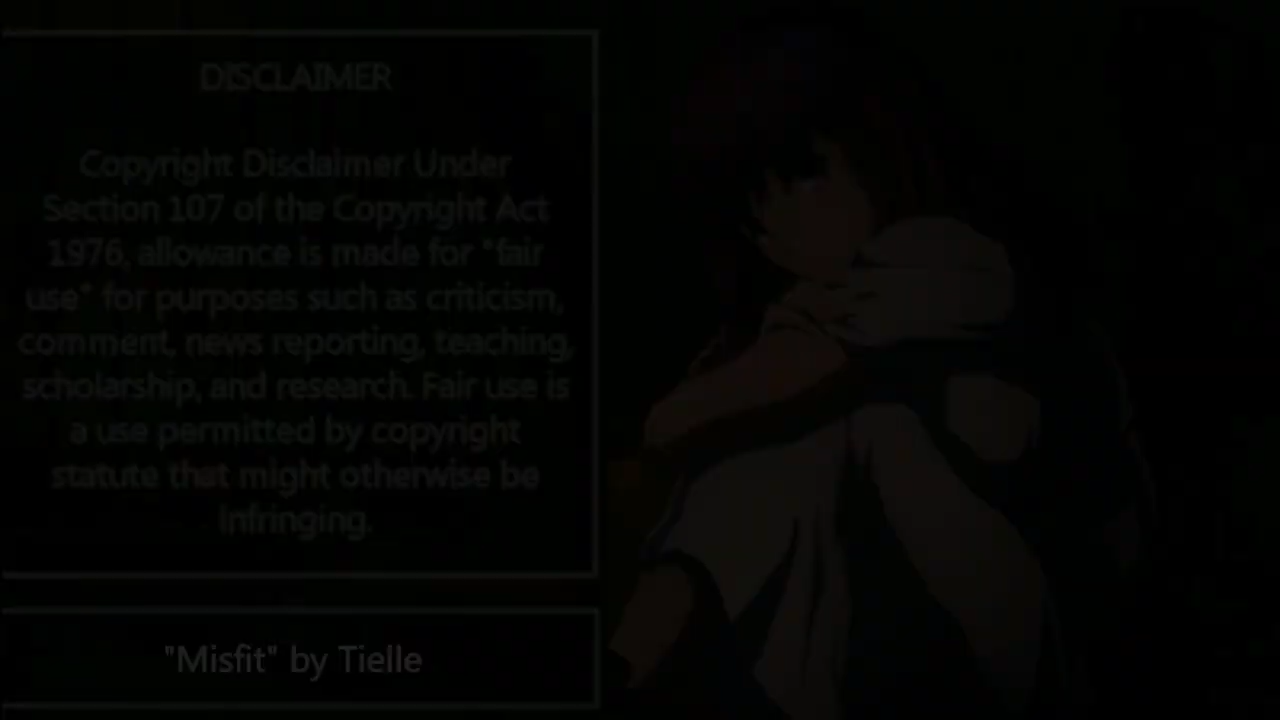 DISCLAIMER
Copyright Disclaimer Under
Section 107 of the Copyright Act
1976, allowance is made for "fair
use" for purposes such as criticism,
comment, news reporting, teaching,
scholarship, and research. Fair use is
a use permitted by copyright
statute that might otherwise be
infringing.
"Misfit" by Tielle